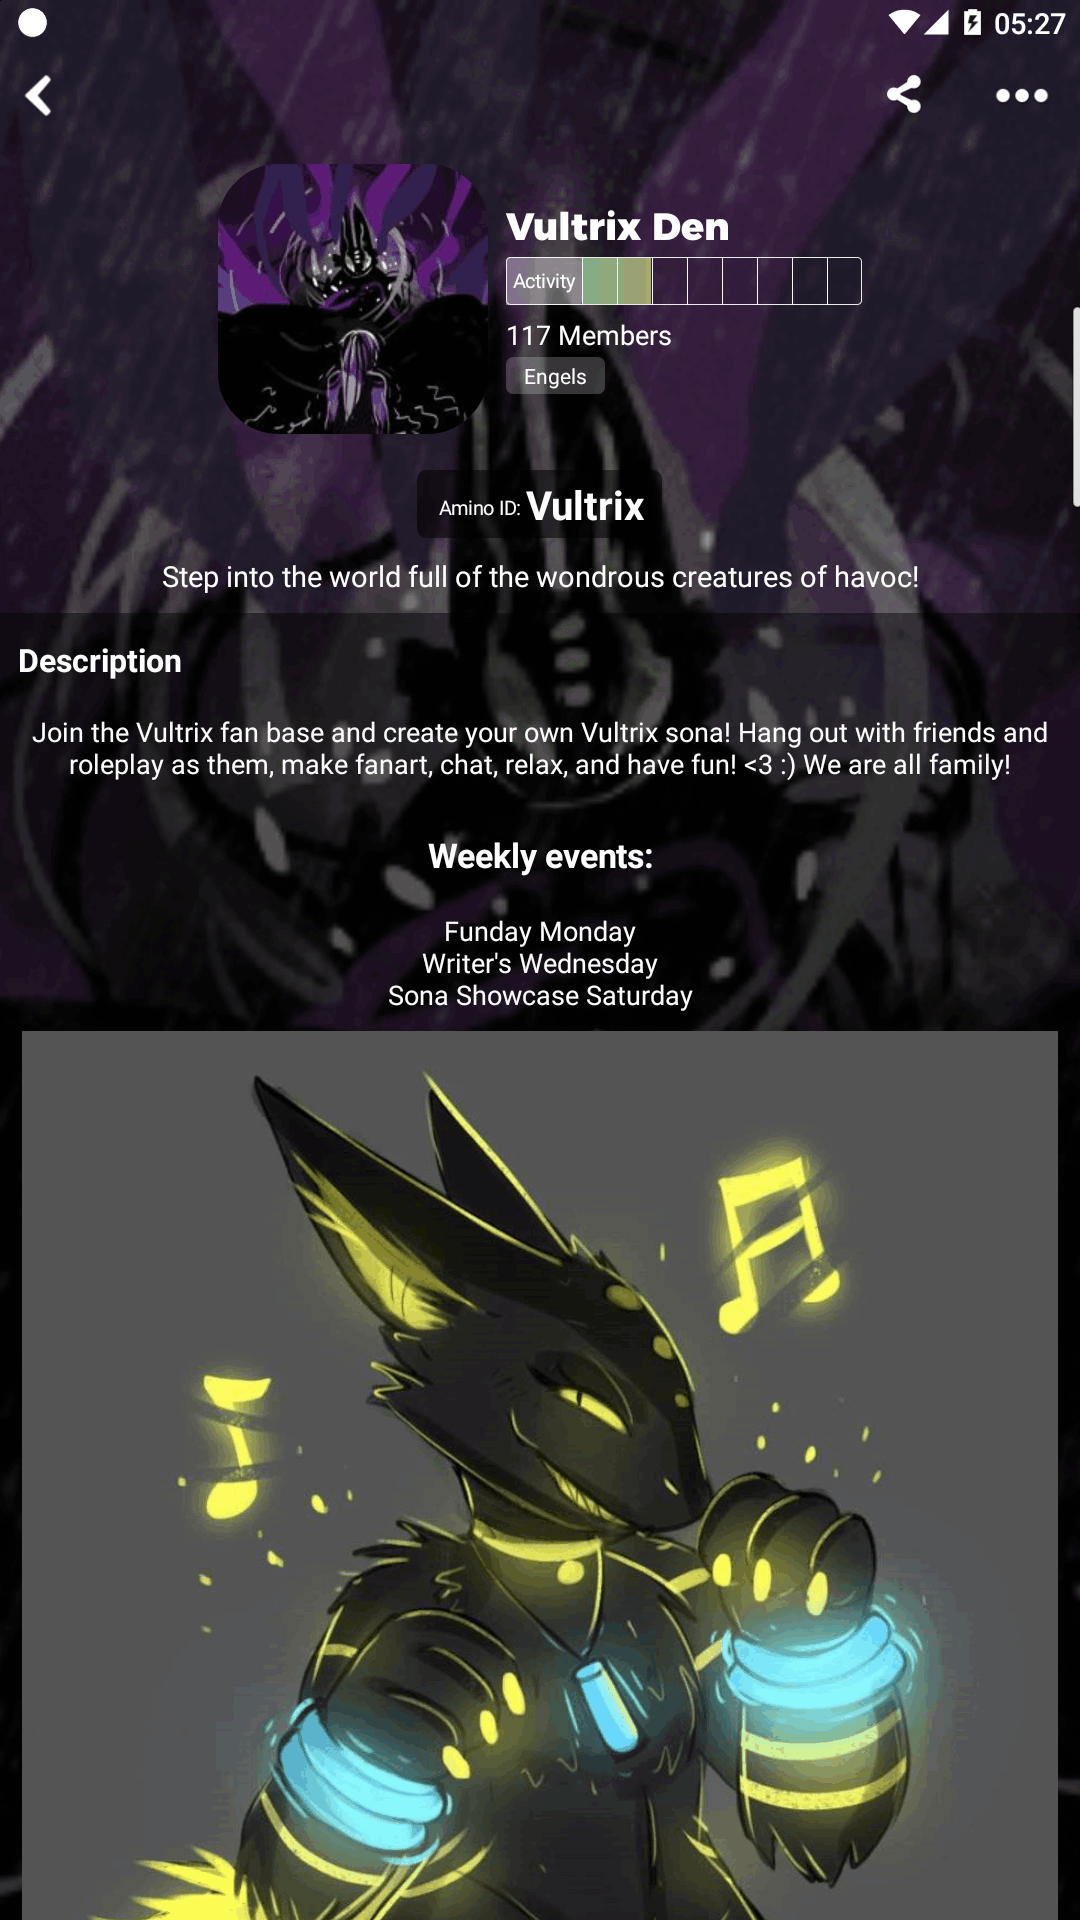 05:27
Vultrix Den
Activity
117 Members
Engels
Amino ID: Vultrix
Step into the world full of the wondrous creatures of havoc!
Description
Join the Vultrix fan base and create your own Vultrix sona! Hang out with friends and
roleplay as them, make fanart, chat, relax, and have fun! <3 :) We are all family!
Weekly events:
Funday Monday
Writer's Wednesday
Sona Showcase Saturday